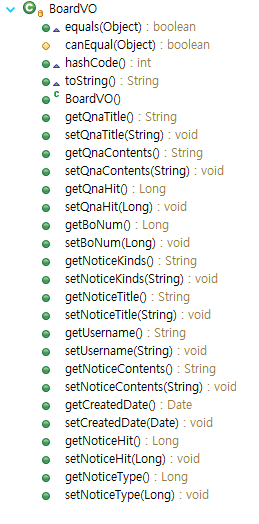 BoardVO
equals(Object) : boolean
canEqual(Object) : boolean
hashCode() : int
toString() : String
BoardVO()
getQnaTitle() : String
setQnaTitle(String) : void
getQnaContents() : String
setQnaContents(String) : void
getQnaHit() : Long
setQnaHit(Long) : void
getBoNum() : Long
setBoNum(Long) : void
getNoticeKinds() : String
setNoticeKinds(String) : void
getNoticeTitle() : String
setNoticeTitle(String) : void
getUsername() : String
setUsername(String) : void
getNoticeContents() : String
setNoticeContents(String) : void
getCreatedDate() : Date
setCreatedDate(Date) : void
getNoticeHit() : Long
setNoticeHit(Long) : void
getNoticeType() : Long
setNoticeType(Long) : void